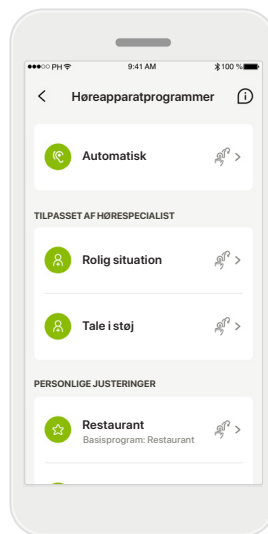 PH 9:41 AM 100 %
Høreapparatprogrammer
Automatisk
TILPASSET AF HØRESPECIALIST
Rolig situation
Tale i støj
PERSONLIGE JUSTERINGER
Restaurant
Basisprogram: Restaurant